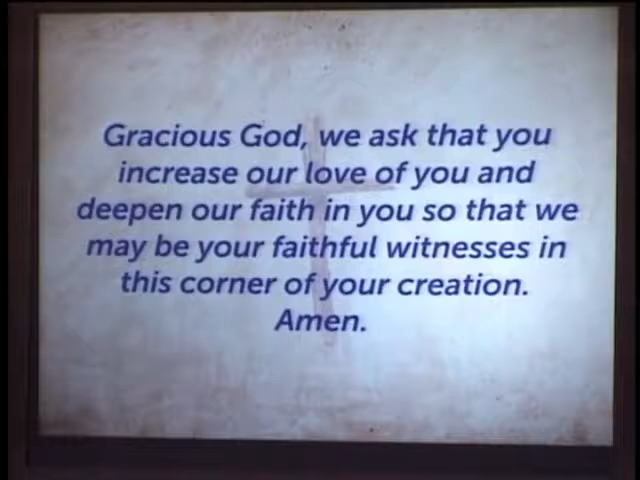 Gracious God, we ask that you
increase our love of you and
deepen our faith in you so that we
may be your faithful witnesses in
this corner of your creation.
Amen.